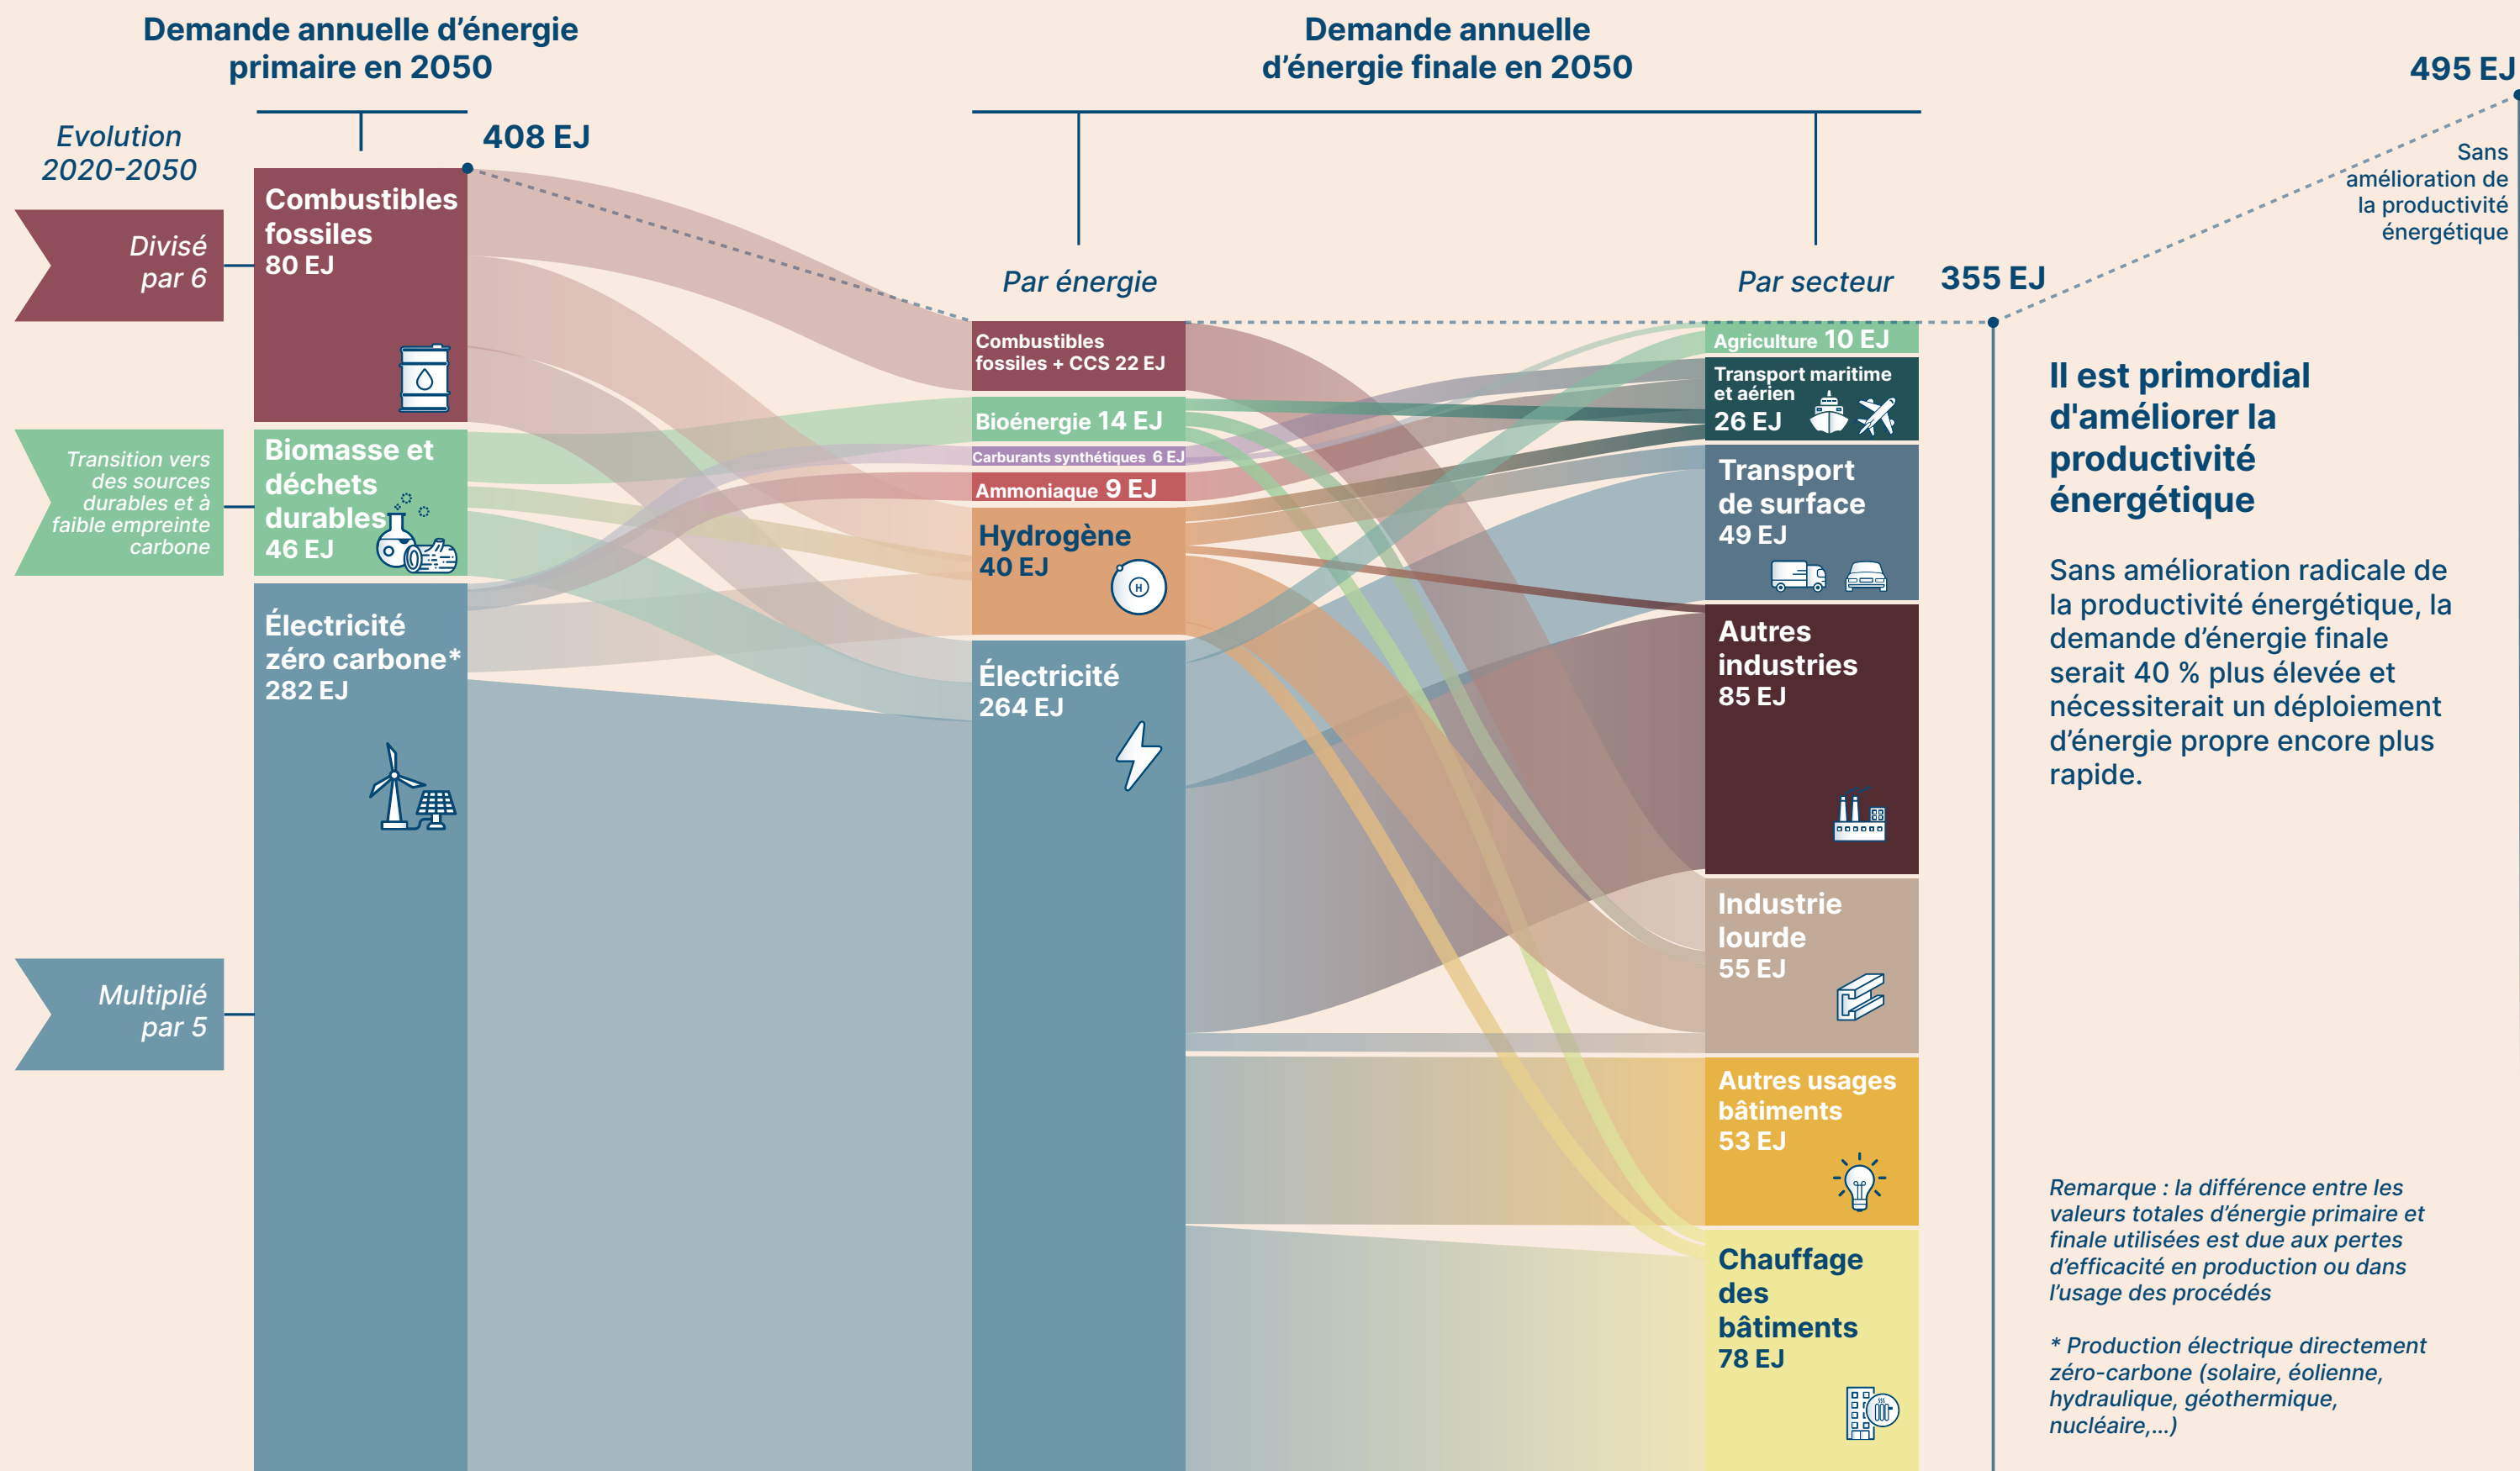 Demande annuelle d’énergie
primaire en 2050
Demande annuelle
d’énergie finale en 2050
495 EJ
Evolution
2020-2050
408 EJ
Sans
amélioration de
la productivité
énergétique
Par énergie
Par secteur
355 EJ
Divisé
par 6
Transition vers
des sources
durables et à
faible empreinte
carbone
Multiplié
par 5
Combustibles
fossiles
80 EJ
Biomasse et
déchets
durables
46 EJ
Électricité
zéro carbone*
282 EJ
Combustibles
fossiles + CCS 22 EJ
Bioénergie 14 EJ
Carburants synthétiques 6 EJ
Ammoniaque 9 EJ
Hydrogène
40 EJ
H
Électricité
264 EJ
Agriculture 10 EJ
Transport maritime
et aérien
26 EJ
Transport
de surface
49 EJ
Autres
industries
85 EJ
Industrie
lourde
55 EJ
Autres usages
bâtiments
53 EJ
Chauffage
des
bâtiments
78 EJ
Il est primordial
d'améliorer la
productivité
énergétique
Sans amélioration radicale de
la productivité énergétique, la
demande d’énergie finale
serait 40 % plus élevée et
nécessiterait un déploiement
d’énergie propre encore plus
rapide.
Remarque : la différence entre les
valeurs totales d’énergie primaire et
finale utilisées est due aux pertes
d’efficacité en production ou dans
l’usage des procédés
* Production électrique directement
zéro-carbone (solaire, éolienne,
hydraulique, géothermique,
nucléaire,...)